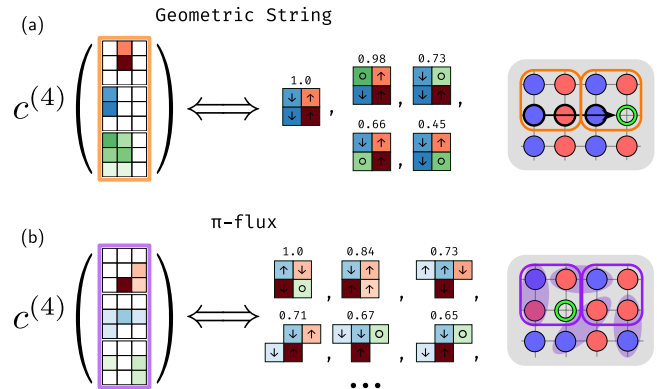 Geometric String
(a)
0.98 0.73
1.0
↓ ↑ ○ ↑ ↓ ○
↓ ↑ ↓ ↑ ↓ ↑
c⁽⁴⁾ ( ) ⟺ , , ,
0.66 0.45
↓ ↑ ↓ ↑
○ ↑ ↓ ○
,
π-flux
(b)
1.0 0.84 0.73
↑ ↓ ↑ ↑ ↑ ↑ ↓
↓ ○ ↓ ↑ ↓
, , ,
c⁽⁴⁾ ( ) ⟺
0.71 0.67 0.65
↓ ↑ ↓ ↓ ○ ↓ ○
↓ ↑ ↑ ↓ ↑
, , ,
•••